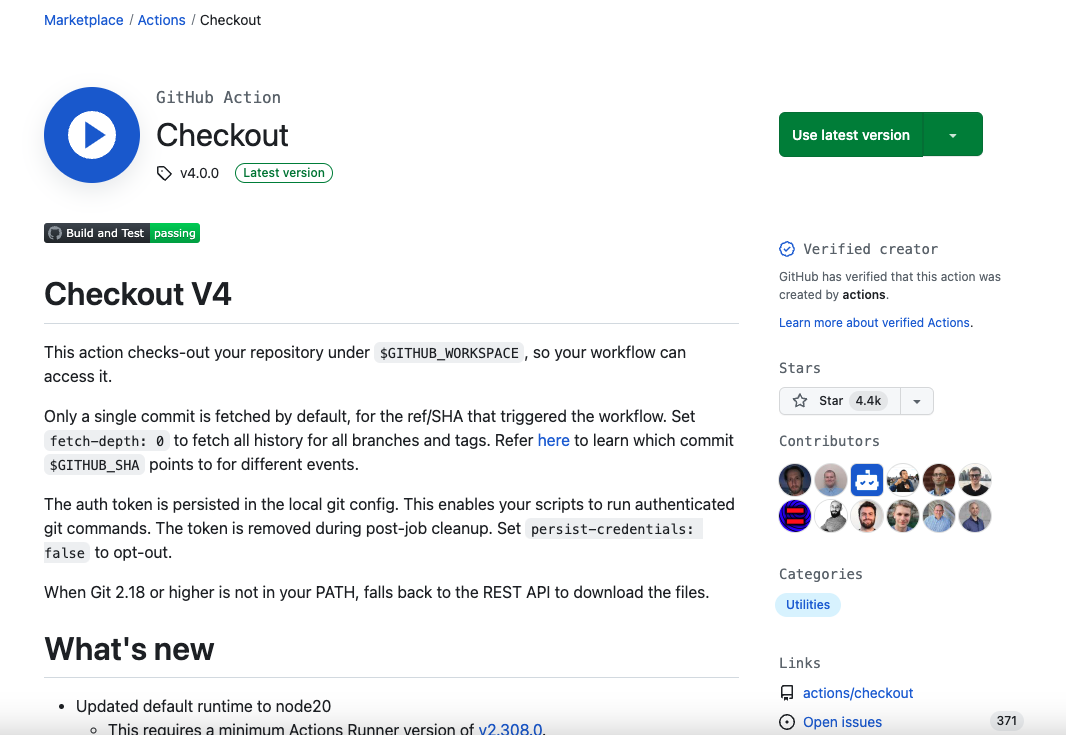 Marketplace / Actions / Checkout
GitHub Action
Checkout
v4.0.0 Latest version
Use latest version
Build and Test passing
Checkout V4
This action checks-out your repository under $GITHUB_WORKSPACE, so your workflow can
access it.
Only a single commit is fetched by default, for the ref/SHA that triggered the workflow. Set
fetch-depth: 0 to fetch all history for all branches and tags. Refer here to learn which commit
$GITHUB_SHA points to for different events.
The auth token is persisted in the local git config. This enables your scripts to run authenticated
git commands. The token is removed during post-job cleanup. Set persist-credentials:
false to opt-out.
When Git 2.18 or higher is not in your PATH, falls back to the REST API to download the files.
What's new
• Updated default runtime to node20
◦ This requires a minimum Actions Runner version of v2.308.0.
Verified creator
GitHub has verified that this action was
created by actions.
Learn more about verified Actions.
Stars
Star 4.4k
Contributors
Categories
Utilities
Links
actions/checkout
Open issues 371